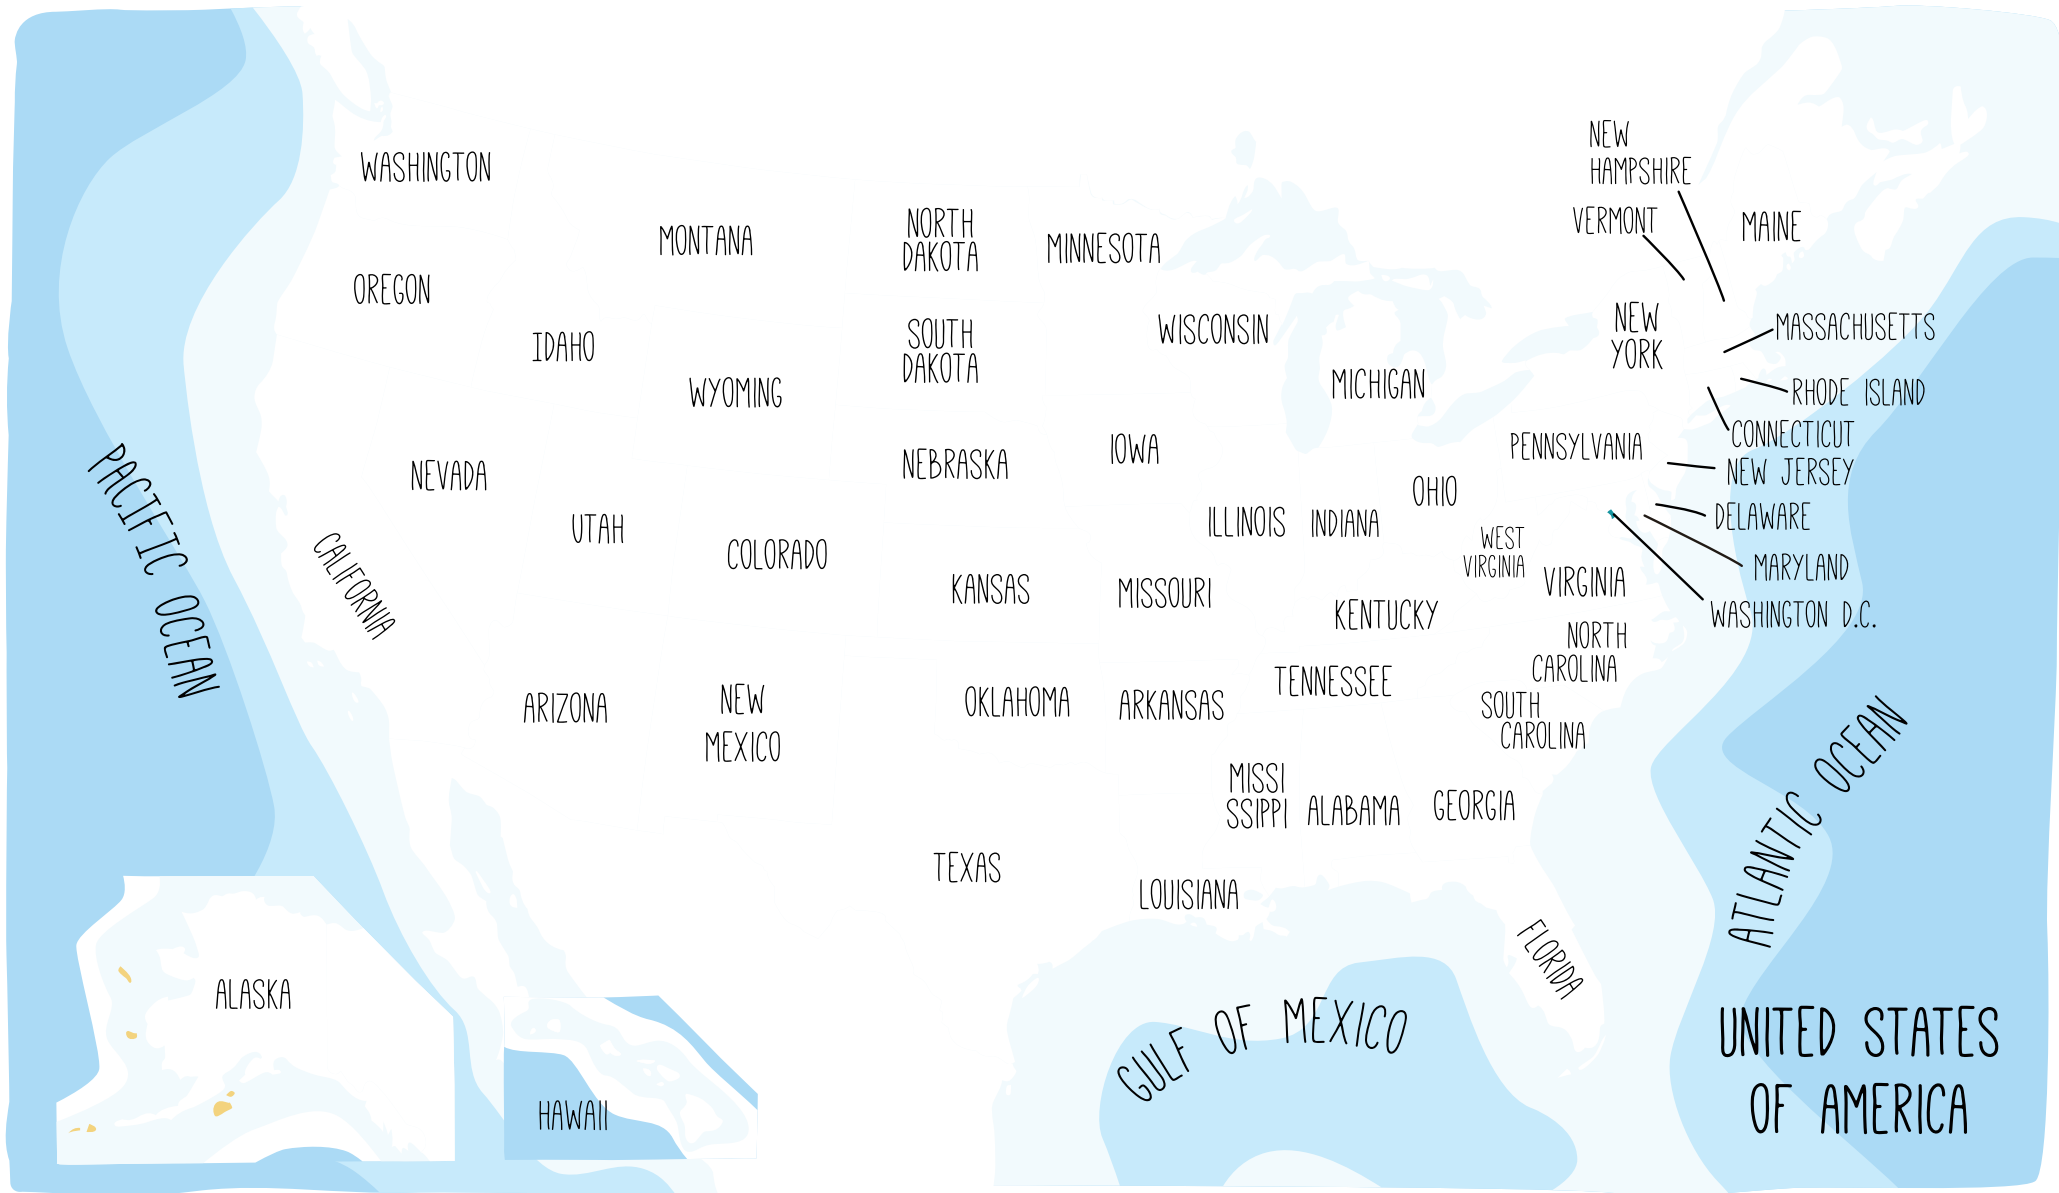 NEW
HAMPSHIRE
WASHINGTON
VERMONT
MAINE
MONTANA
NORTH
DAKOTA
MINNESOTA
OREGON
IDAHO
SOUTH
DAKOTA
WISCONSIN
NEW
YORK
MASSACHUSETTS
WYOMING
MICHIGAN
RHODE ISLAND
CONNECTICUT
PENNSYLVANIA
NEW JERSEY
NEVADA
NEBRASKA
IOWA
OHIO
PACIFIC OCEAN
UTAH
COLORADO
ILLINOIS
INDIANA
WEST
VIRGINIA
DELAWARE
MARYLAND
CALIFORNIA
KANSAS
MISSOURI
KENTUCKY
VIRGINIA
WASHINGTON D.C.
NORTH
CAROLINA
ARIZONA
NEW
MEXICO
OKLAHOMA
ARKANSAS
TENNESSEE
SOUTH
CAROLINA
MISSI
SSIPPI
ALABAMA
GEORGIA
ATLANTIC OCEAN
TEXAS
LOUISIANA
FLORIDA
ALASKA
HAWAII
GULF OF MEXICO
UNITED STATES
OF AMERICA